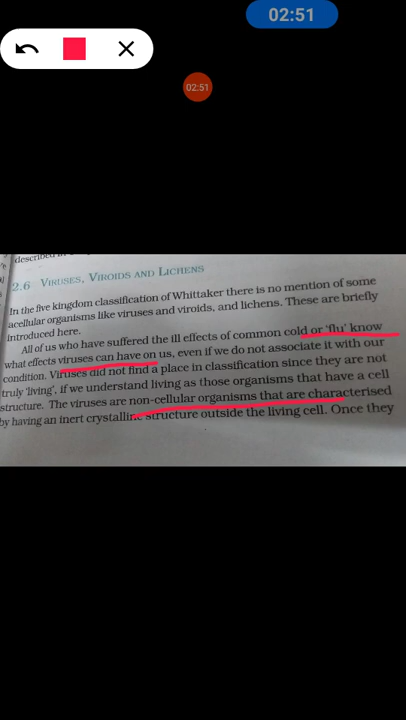 02:51
02:51
described in
2.6 VIRUSES, VIROIDS AND LICHENS
In the five kingdom classification of Whittaker there is no mention of some
acellular organisms like viruses and viroids, and lichens. These are briefly
introduced here.
All of us who have suffered the ill effects of common cold or 'flu' know
what effects viruses can have on us, even if we do not associate it with our
condition. Viruses did not find a place in classification since they are not
truly 'living', if we understand living as those organisms that have a cell
structure. The viruses are non-cellular organisms that are characterised
by having an inert crystalline structure outside the living cell. Once they